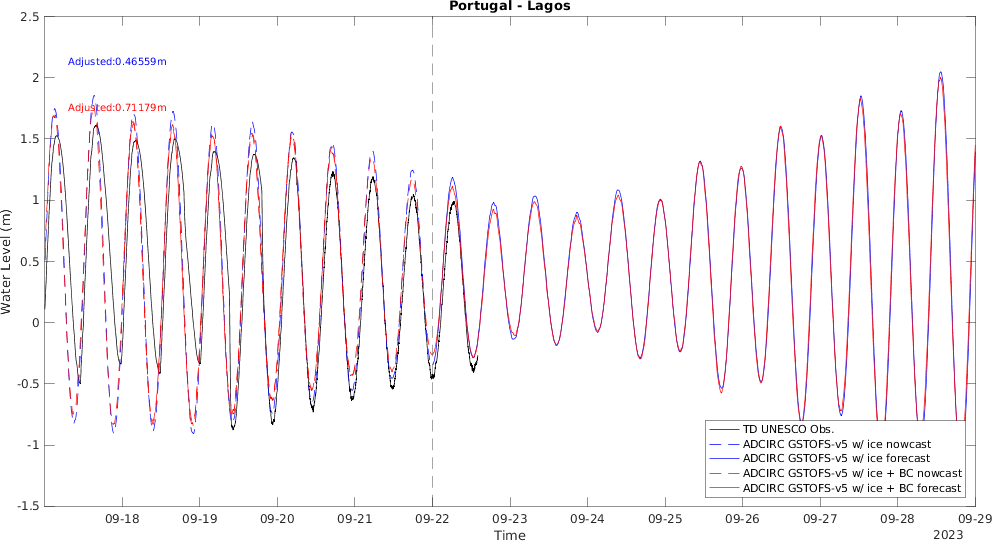 Portugal - Lagos
Adjusted:0.46559m
Adjusted:0.71179m
Water Level (m)
2.5
2
1.5
1
0.5
0
-0.5
-1
-1.5
TD UNESCO Obs.
ADCIRC GSTOFS-v5 w/ ice nowcast
ADCIRC GSTOFS-v5 w/ ice forecast
ADCIRC GSTOFS-v5 w/ ice + BC nowcast
ADCIRC GSTOFS-v5 w/ ice + BC forecast
09-18 09-19 09-20 09-21 09-22 09-23 09-24 09-25 09-26 09-27 09-28 09-29
Time
2023